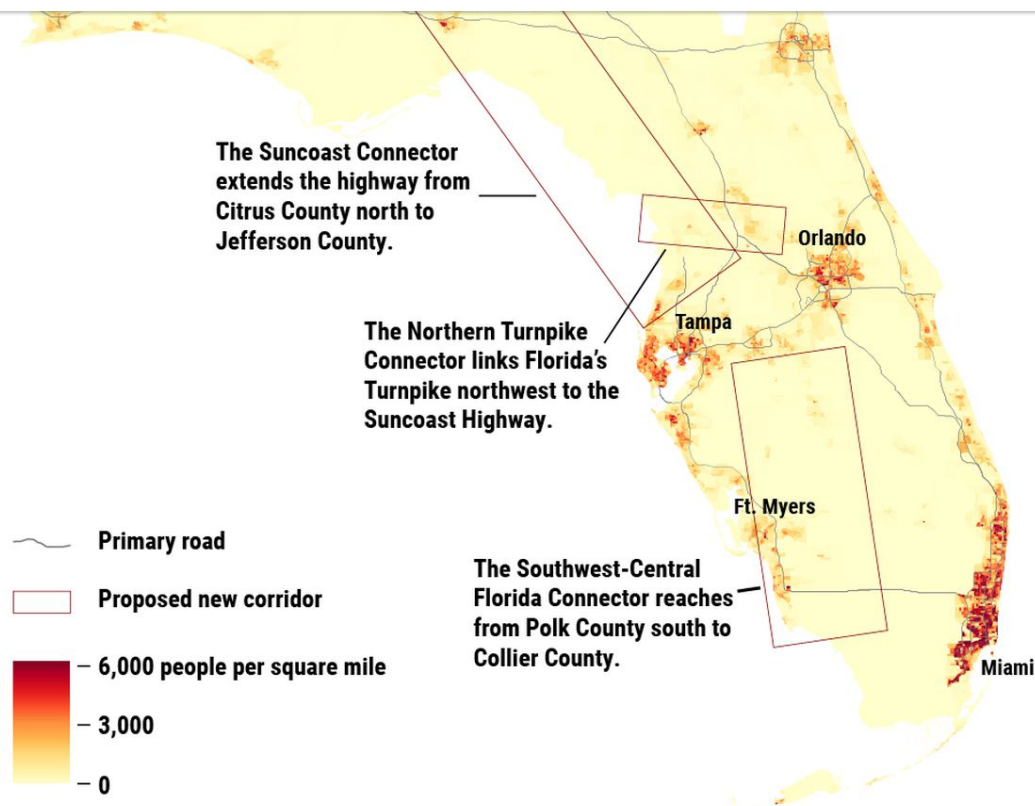 The Suncoast Connector
extends the highway from
Citrus County north to
Jefferson County.
Orlando
Tampa
The Northern Turnpike
Connector links Florida's
Turnpike northwest to the
Suncoast Highway.
Ft. Myers
Primary road
Proposed new corridor
The Southwest-Central
Florida Connector reaches
from Polk County south to
Collier County.
6,000 people per square mile
3,000
0
Miami